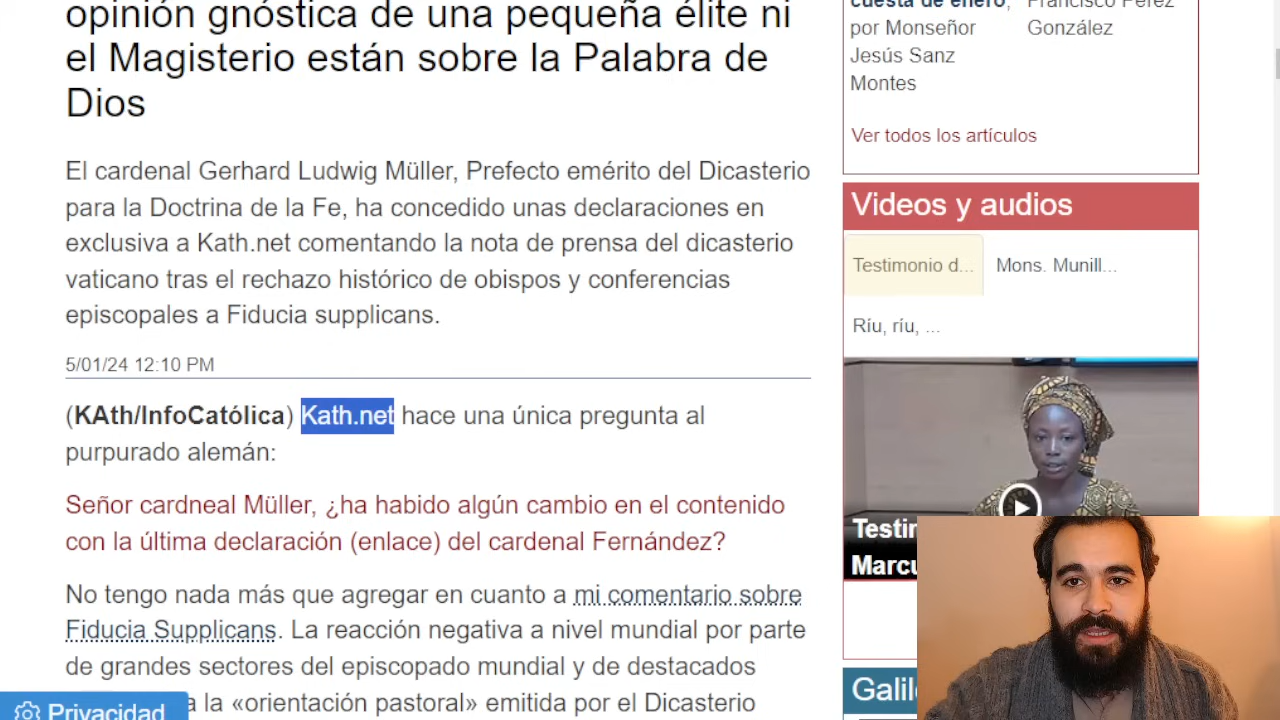 opinión gnóstica de una pequeña élite ni
el Magisterio están sobre la Palabra de
Dios
El cardenal Gerhard Ludwig Müller, Prefecto emérito del Dicasterio
para la Doctrina de la Fe, ha concedido unas declaraciones en
exclusiva a Kath.net comentando la nota de prensa del dicasterio
vaticano tras el rechazo histórico de obispos y conferencias
episcopales a Fiducia supplicans.
5/01/24 12:10 PM
(KAth/InfoCatólica) Kath.net hace una única pregunta al
purpurado alemán:
Señor cardneal Müller, ¿ha habido algún cambio en el contenido
con la última declaración (enlace) del cardenal Fernández?
No tengo nada más que agregar en cuanto a mi comentario sobre
Fiducia Supplicans. La reacción negativa a nivel mundial por parte
de grandes sectores del episcopado mundial y de destacados
a la «orientación pastoral» emitida por el Dicasterio
Privacidad
cuesta de enero,
por Monseñor
Jesús Sanz
Montes
Francisco Pérez
González
Ver todos los artículos
Videos y audios
Testimonio d...
Mons. Munill...
Ríu, ríu, ...
Testir
Marcu
Galil